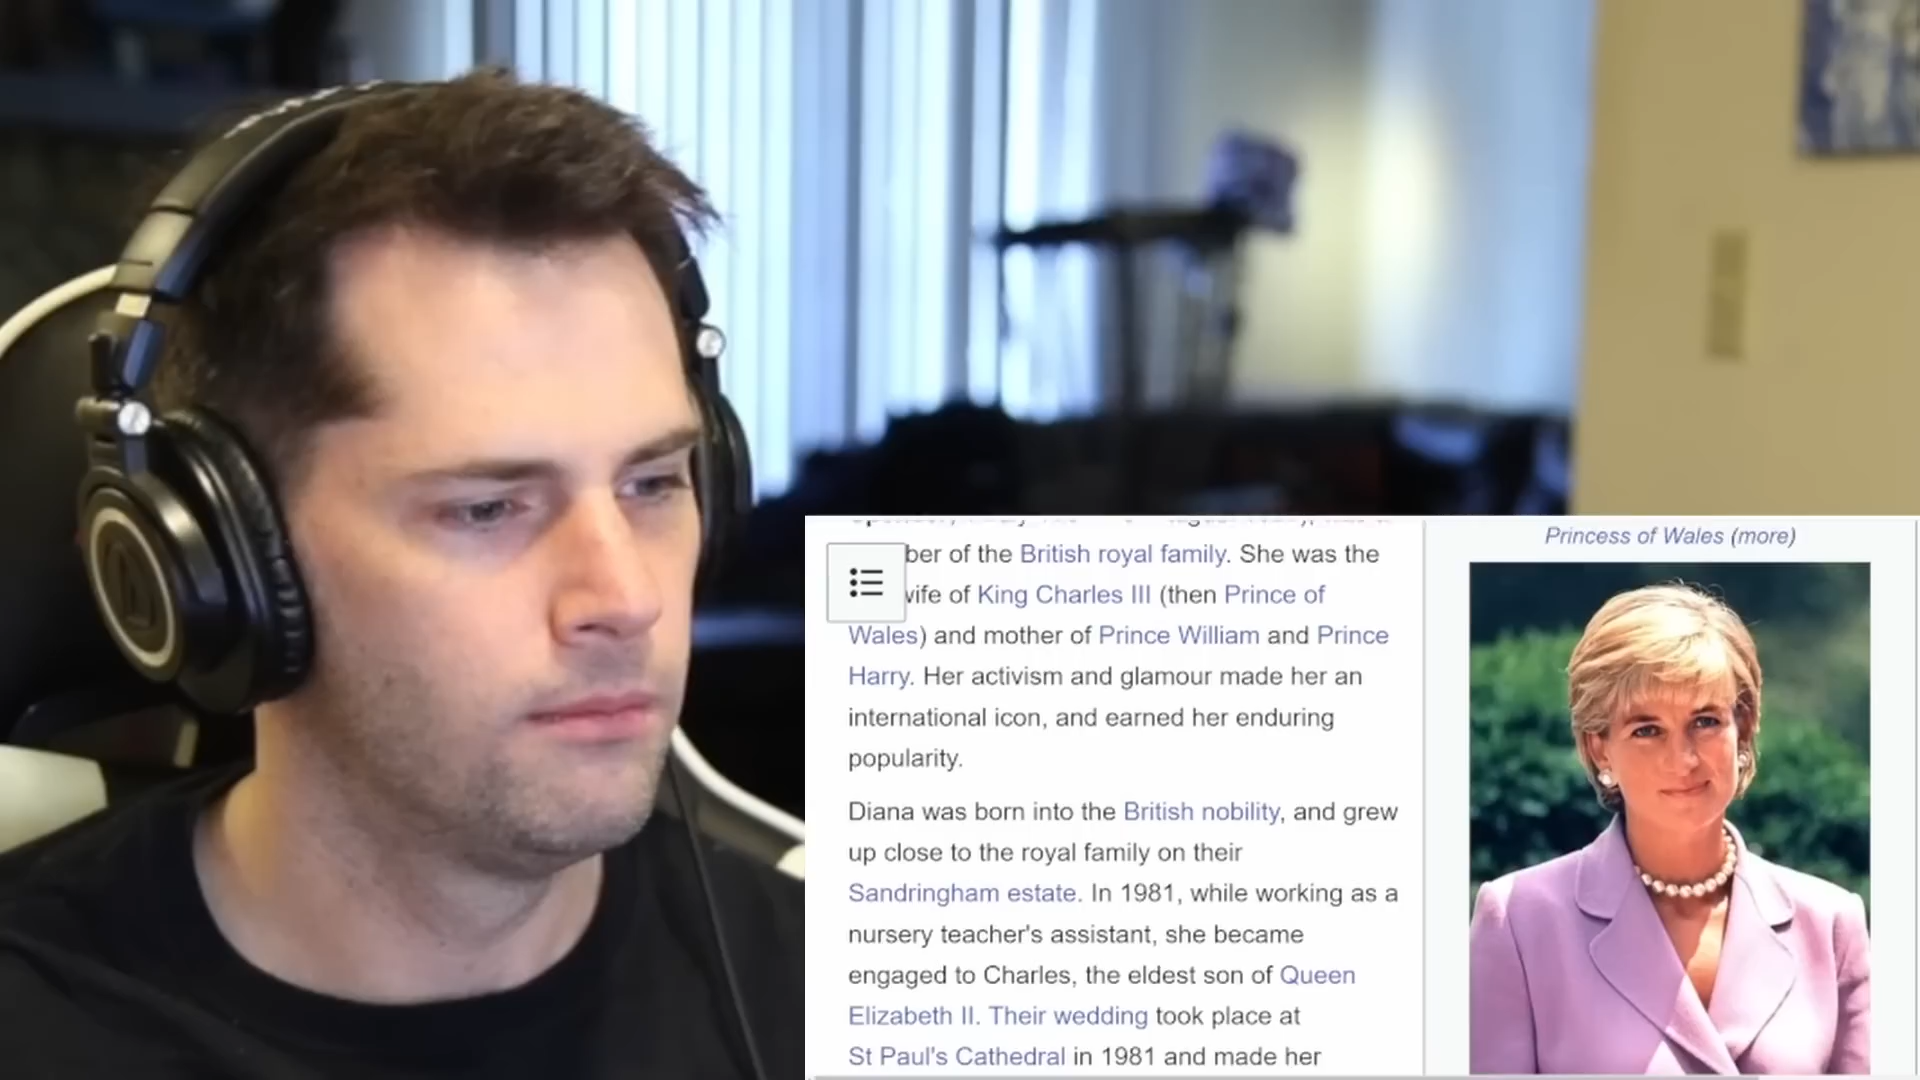 ber of the British royal family. She was the
wife of King Charles III (then Prince of
Wales) and mother of Prince William and Prince
Harry. Her activism and glamour made her an
international icon, and earned her enduring
popularity.
Diana was born into the British nobility, and grew
up close to the royal family on their
Sandringham estate. In 1981, while working as a
nursery teacher's assistant, she became
engaged to Charles, the eldest son of Queen
Elizabeth II. Their wedding took place at
St Paul's Cathedral in 1981 and made her
Princess of Wales (more)